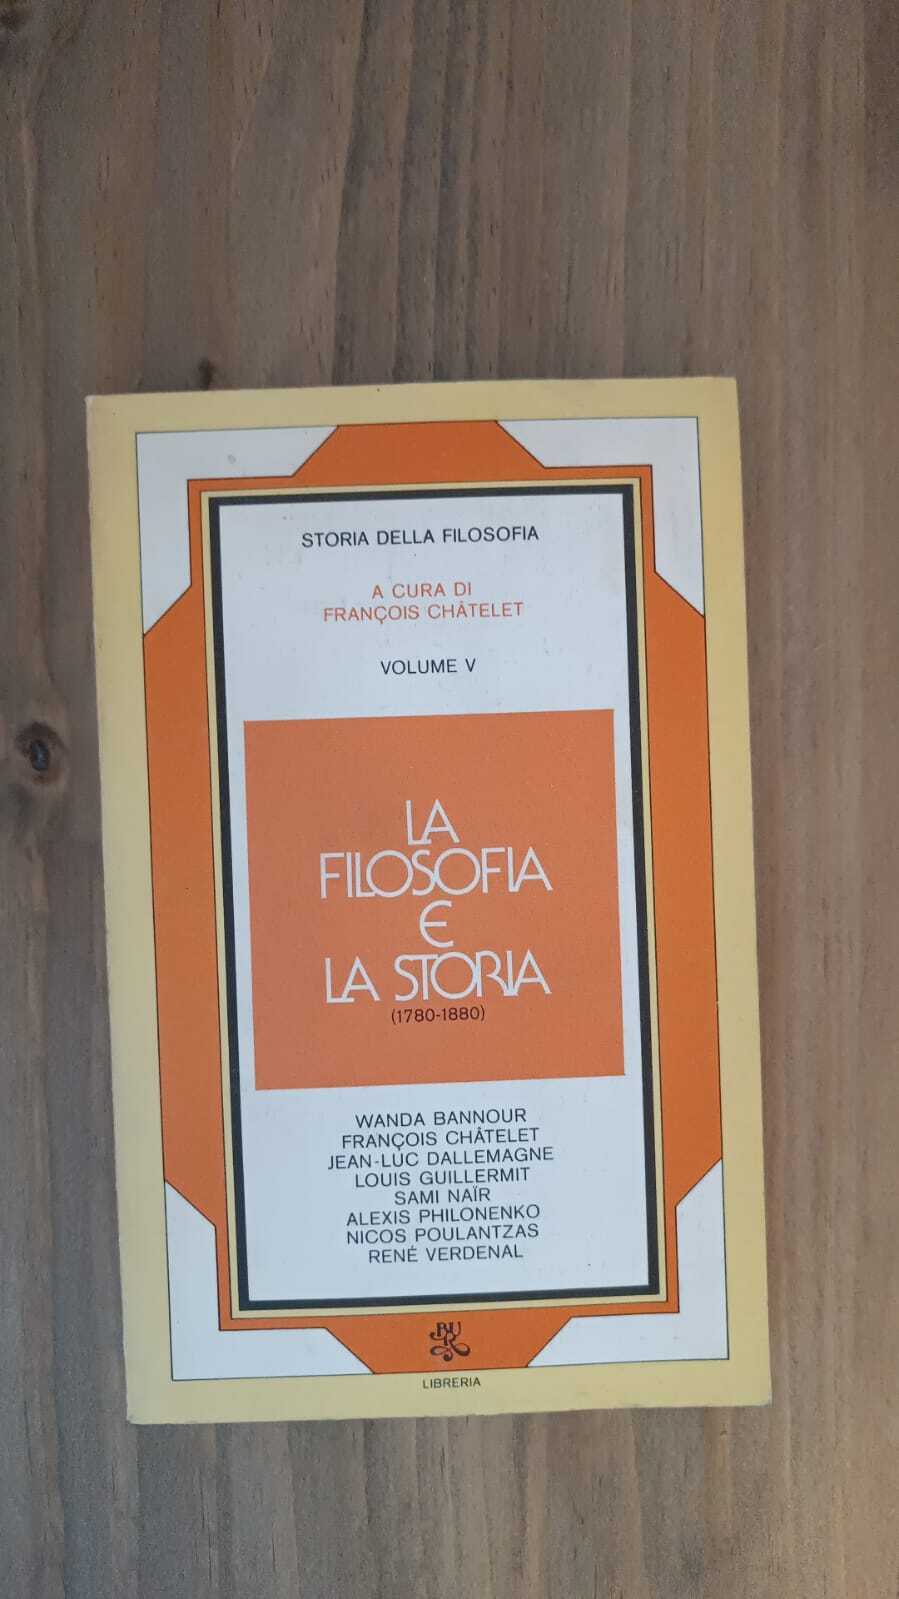 STORIA DELLA FILOSOFIA
A CURA DI
FRANÇOIS CHÂTELET
VOLUME V
LA
FILOSOFIA
E
LA STORIA
(1780-1880)
WANDA BANNOUR
FRANÇOIS CHÂTELET
JEAN-LUC DALLEMAGNE
LOUIS GUILLERMIT
SAMI NAÏR
ALEXIS PHILONENKO
NICOS POULANTZAS
RENÉ VERDENAL
BUR
LIBRERIA